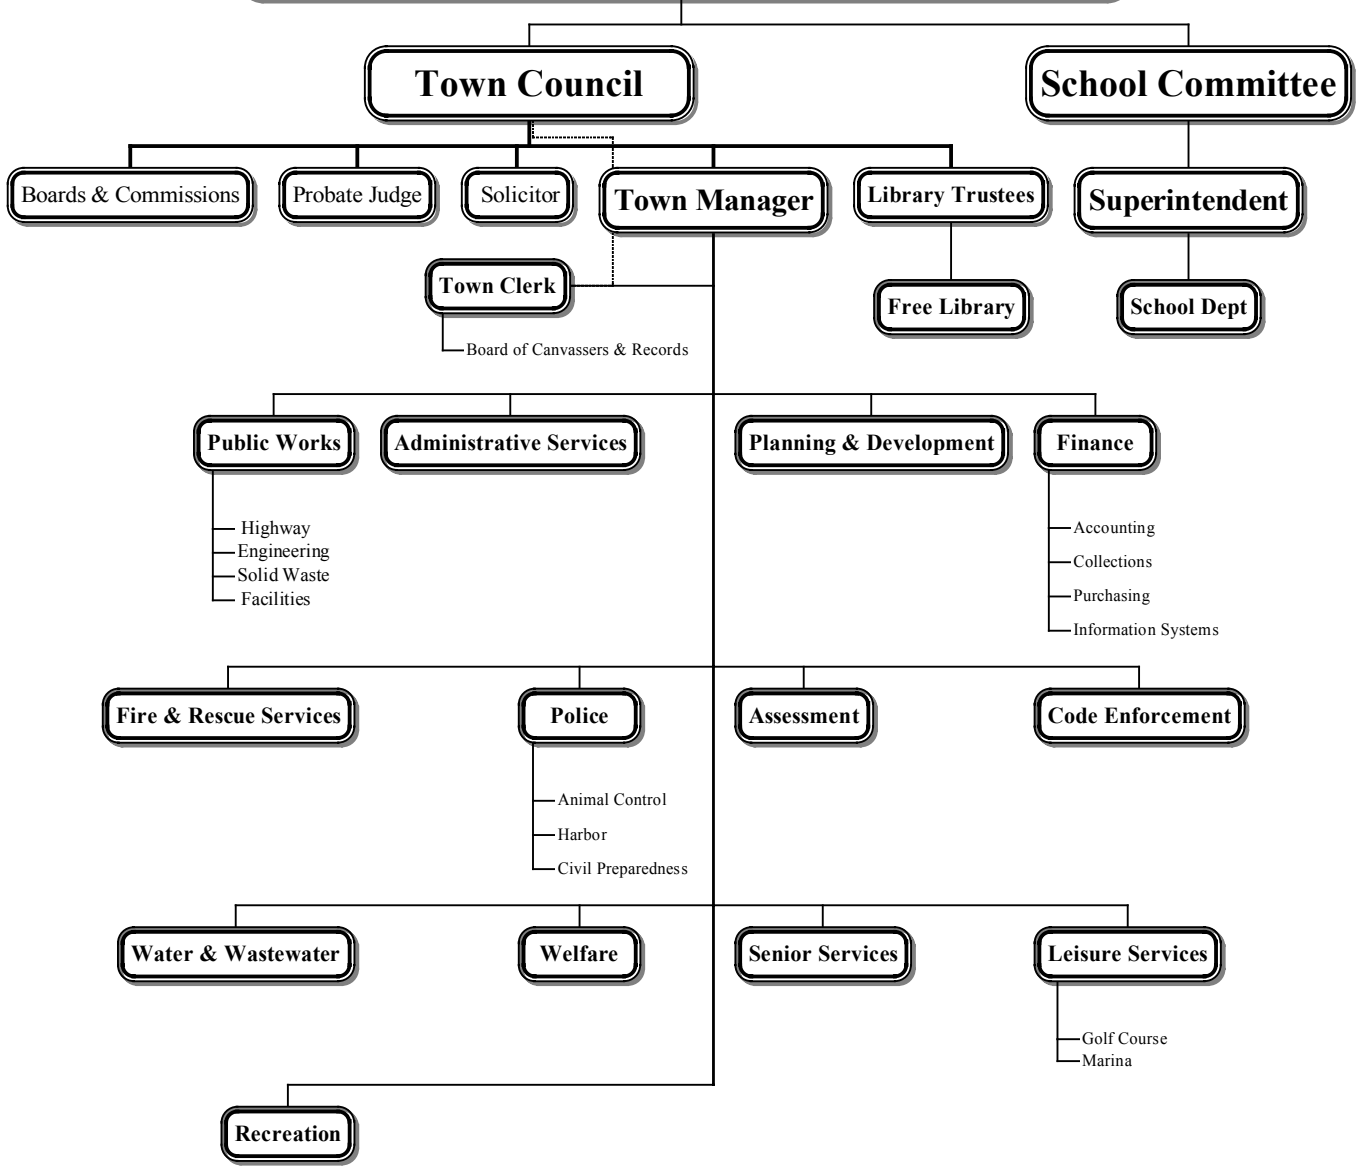 Town Council
School Committee
Boards & Commissions
Probate Judge
Solicitor
Town Manager
Library Trustees
Superintendent
Town Clerk
Free Library
School Dept
Board of Canvassers & Records
Public Works
Administrative Services
Planning & Development
Finance
Highway
Engineering
Solid Waste
Facilities
Accounting
Collections
Purchasing
Information Systems
Fire & Rescue Services
Police
Assessment
Code Enforcement
Animal Control
Harbor
Civil Preparedness
Water & Wastewater
Welfare
Senior Services
Leisure Services
Golf Course
Marina
Recreation